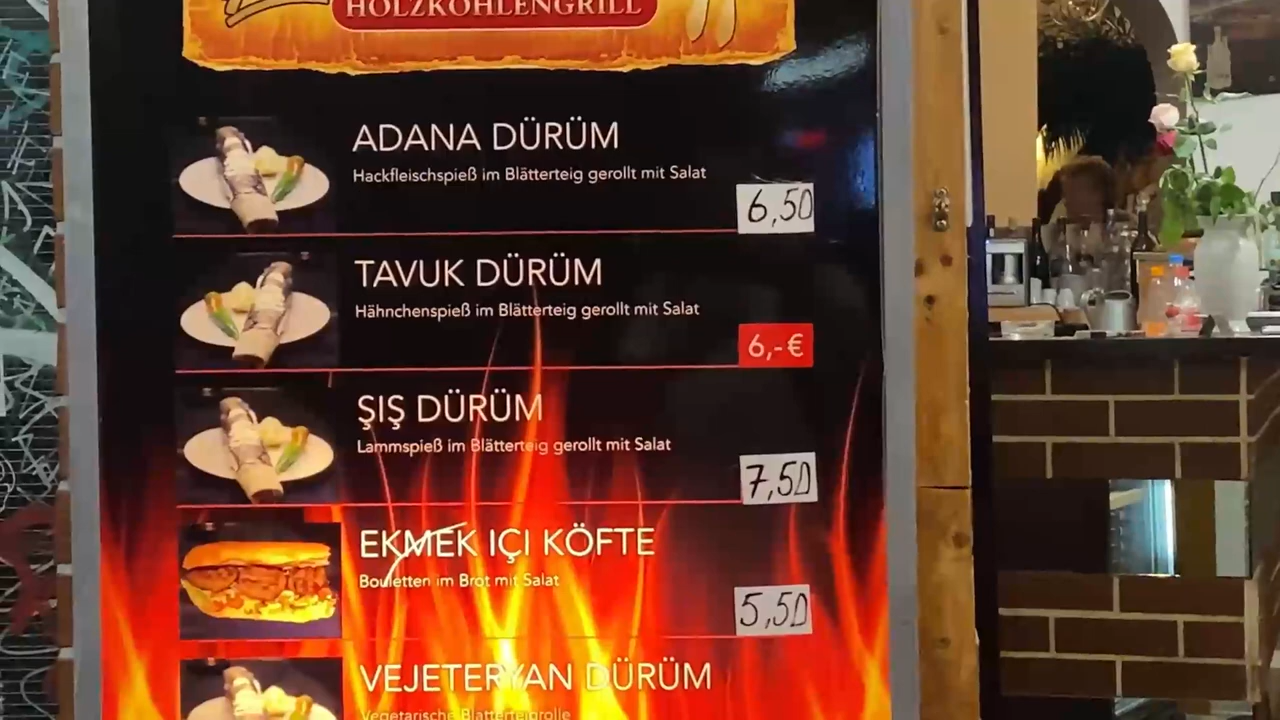 HOLZKOHLENGRILL
ADANA DÜRÜM
Hackfleischspieß im Blätterteig gerollt mit Salat
6,50
TAVUK DÜRÜM
Hähnchenspieß im Blätterteig gerollt mit Salat
6,-€
ŞIŞ DÜRÜM
Lammspieß im Blätterteig gerollt mit Salat
7,50
EKMEK IÇI KÖFTE
Bouletten im Brot mit Salat
5,50
VEJETERYAN DÜRÜM
Vegetarische Blätterteigrolle